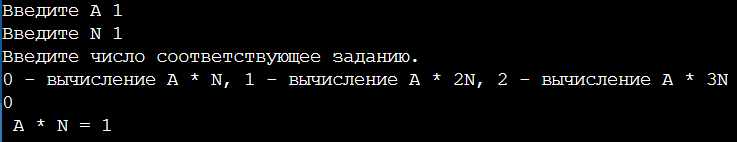 Введите A 1
Введите N 1
Введите число соответствующее заданию.
0 - вычисление A * N, 1 - вычисление A * 2N, 2 - вычисление A * 3N
0
A * N = 1